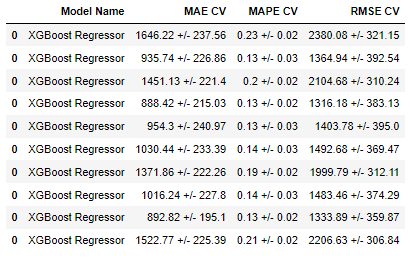 Model Name MAE CV MAPE CV RMSE CV
0 XGBoost Regressor 1646.22 +/- 237.56 0.23 +/- 0.02 2380.08 +/- 321.15
0 XGBoost Regressor 935.74 +/- 226.86 0.13 +/- 0.03 1364.94 +/- 392.54
0 XGBoost Regressor 1451.13 +/- 221.4 0.2 +/- 0.02 2104.68 +/- 310.24
0 XGBoost Regressor 888.42 +/- 215.03 0.13 +/- 0.02 1316.18 +/- 383.13
0 XGBoost Regressor 954.3 +/- 240.97 0.13 +/- 0.03 1403.78 +/- 395.0
0 XGBoost Regressor 1030.44 +/- 233.39 0.14 +/- 0.03 1492.68 +/- 369.47
0 XGBoost Regressor 1371.86 +/- 222.26 0.19 +/- 0.02 1999.79 +/- 312.11
0 XGBoost Regressor 1016.24 +/- 227.8 0.14 +/- 0.03 1483.46 +/- 374.29
0 XGBoost Regressor 892.82 +/- 195.1 0.13 +/- 0.02 1333.89 +/- 359.87
0 XGBoost Regressor 1522.77 +/- 225.39 0.21 +/- 0.02 2206.63 +/- 306.84